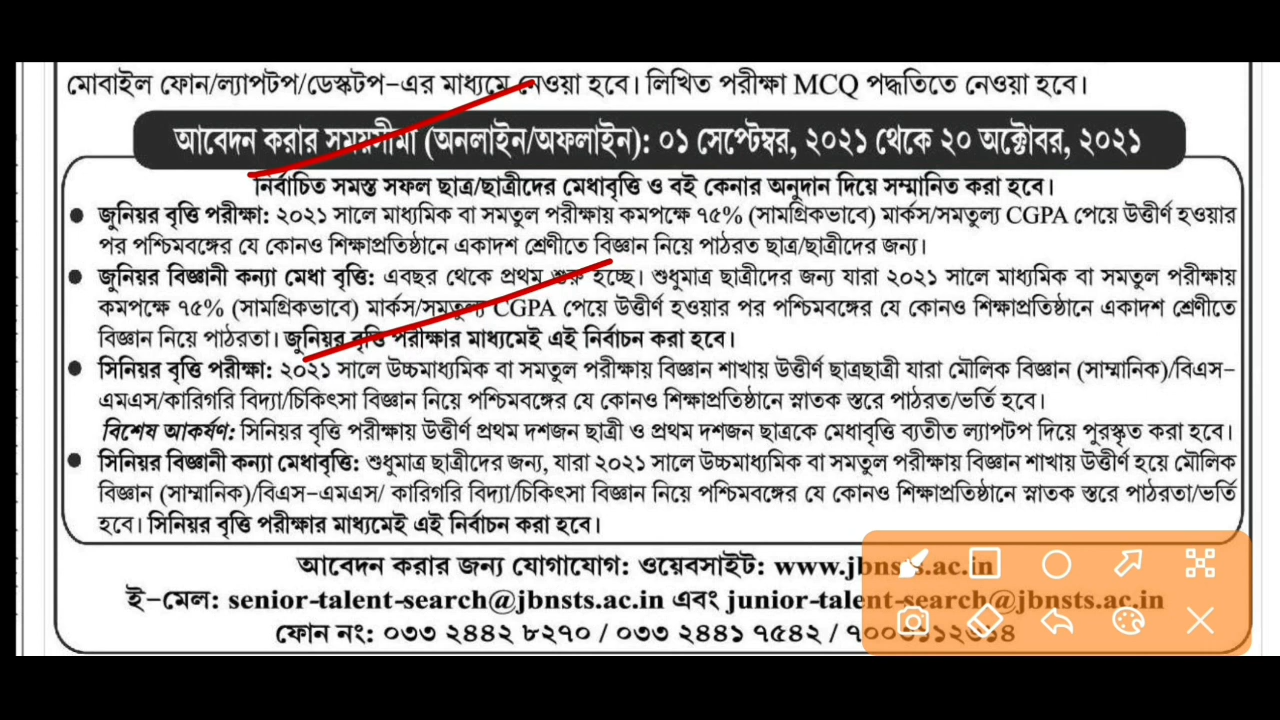 মোবাইল ফোন/ল্যাপটপ/ডেস্কটপ-এর মাধ্যমে নেওয়া হবে। লিখিত পরীক্ষা MCQ পদ্ধতিতে নেওয়া হবে।
আবেদন করার সময়সীমা (অনলাইন/অফলাইন): ০১ সেপ্টেম্বর, ২০২১ থেকে ২০ অক্টোবর, ২০২১
নির্বাচিত সমস্ত সফল ছাত্র/ছাত্রীদের মেধাবৃত্তি ও বই কেনার অনুদান দিয়ে সম্মানিত করা হবে।
● জুনিয়র বৃত্তি পরীক্ষা: ২০২১ সালে মাধ্যমিক বা সমতুল পরীক্ষায় কমপক্ষে ৭৫% (সামগ্রিকভাবে) মার্কস/সমতুল্য CGPA পেয়ে উত্তীর্ণ হওয়ার
পর পশ্চিমবঙ্গের যে কোনও শিক্ষাপ্রতিষ্ঠানে একাদশ শ্রেণীতে বিজ্ঞান নিয়ে পাঠরত ছাত্র/ছাত্রীদের জন্য।
● জুনিয়র বিজ্ঞানী কন্যা মেধা বৃত্তি: এবছর থেকে প্রথম শুরু হচ্ছে। শুধুমাত্র ছাত্রীদের জন্য যারা ২০২১ সালে মাধ্যমিক বা সমতুল পরীক্ষায়
কমপক্ষে ৭৫% (সামগ্রিকভাবে) মার্কস/সমতুল্য CGPA পেয়ে উত্তীর্ণ হওয়ার পর পশ্চিমবঙ্গের যে কোনও শিক্ষাপ্রতিষ্ঠানে একাদশ শ্রেণীতে
বিজ্ঞান নিয়ে পাঠরতা। জুনিয়র বৃত্তি পরীক্ষার মাধ্যমেই এই নির্বাচন করা হবে।
● সিনিয়র বৃত্তি পরীক্ষা: ২০২১ সালে উচ্চমাধ্যমিক বা সমতুল পরীক্ষায় বিজ্ঞান শাখায় উত্তীর্ণ ছাত্রছাত্রী যারা মৌলিক বিজ্ঞান (সাম্মানিক)/বিএস-
এমএস/কারিগরি বিদ্যা/চিকিৎসা বিজ্ঞান নিয়ে পশ্চিমবঙ্গের যে কোনও শিক্ষাপ্রতিষ্ঠানে স্নাতক স্তরে পাঠরত/ভর্তি হবে।
বিশেষ আকর্ষণ: সিনিয়র বৃত্তি পরীক্ষায় উত্তীর্ণ প্রথম দশজন ছাত্রী ও প্রথম দশজন ছাত্রকে মেধাবৃত্তি ব্যতীত ল্যাপটপ দিয়ে পুরস্কৃত করা হবে।
● সিনিয়র বিজ্ঞানী কন্যা মেধাবৃত্তি: শুধুমাত্র ছাত্রীদের জন্য, যারা ২০২১ সালে উচ্চমাধ্যমিক বা সমতুল পরীক্ষায় বিজ্ঞান শাখায় উত্তীর্ণ হয়ে মৌলিক
বিজ্ঞান (সাম্মানিক)/বিএস-এমএস/ কারিগরি বিদ্যা/চিকিৎসা বিজ্ঞান নিয়ে পশ্চিমবঙ্গের যে কোনও শিক্ষাপ্রতিষ্ঠানে স্নাতক স্তরে পাঠরতা/ভর্তি
হবে। সিনিয়র বৃত্তি পরীক্ষার মাধ্যমেই এই নির্বাচন করা হবে।
আবেদন করার জন্য যোগাযোগ: ওয়েবসাইট: www.jbnsts.ac.in
ই-মেল: senior-talent-search@jbnsts.ac.in এবং junior-talent-search@jbnsts.ac.in
ফোন নং: ০৩৩ ২৪৪২ ৮২৭০ / ০৩৩ ২৪৪১ ৭৫৪২ /